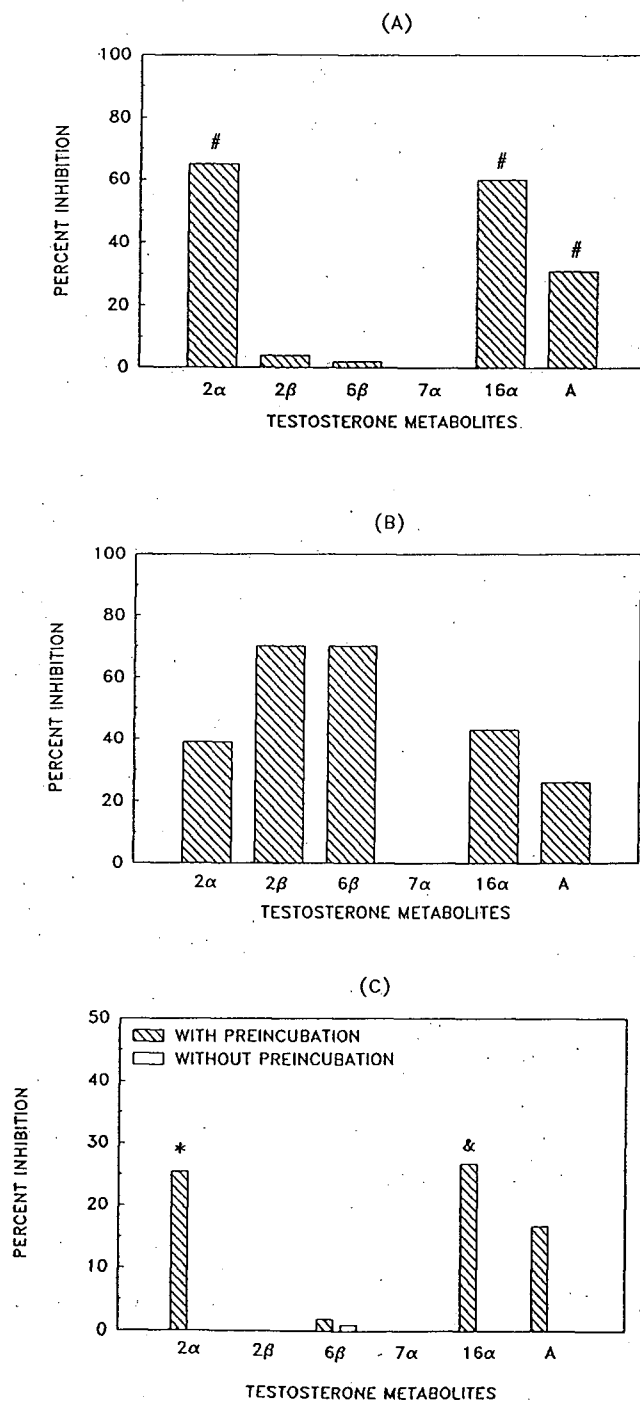 (A)
PERCENT INHIBITION
100
80
60
40
20
0
# # #
2α 2β 6β 7α 16α A
TESTOSTERONE METABOLITES.
(B)
PERCENT INHIBITION
100
80
60
40
20
0
2α 2β 6β 7α 16α A
TESTOSTERONE METABOLITES
(C)
PERCENT INHIBITION
50
40
30
20
10
0
WITH PREINCUBATION
WITHOUT PREINCUBATION
* &
2α 2β 6β 7α 16α A
TESTOSTERONE METABOLITES